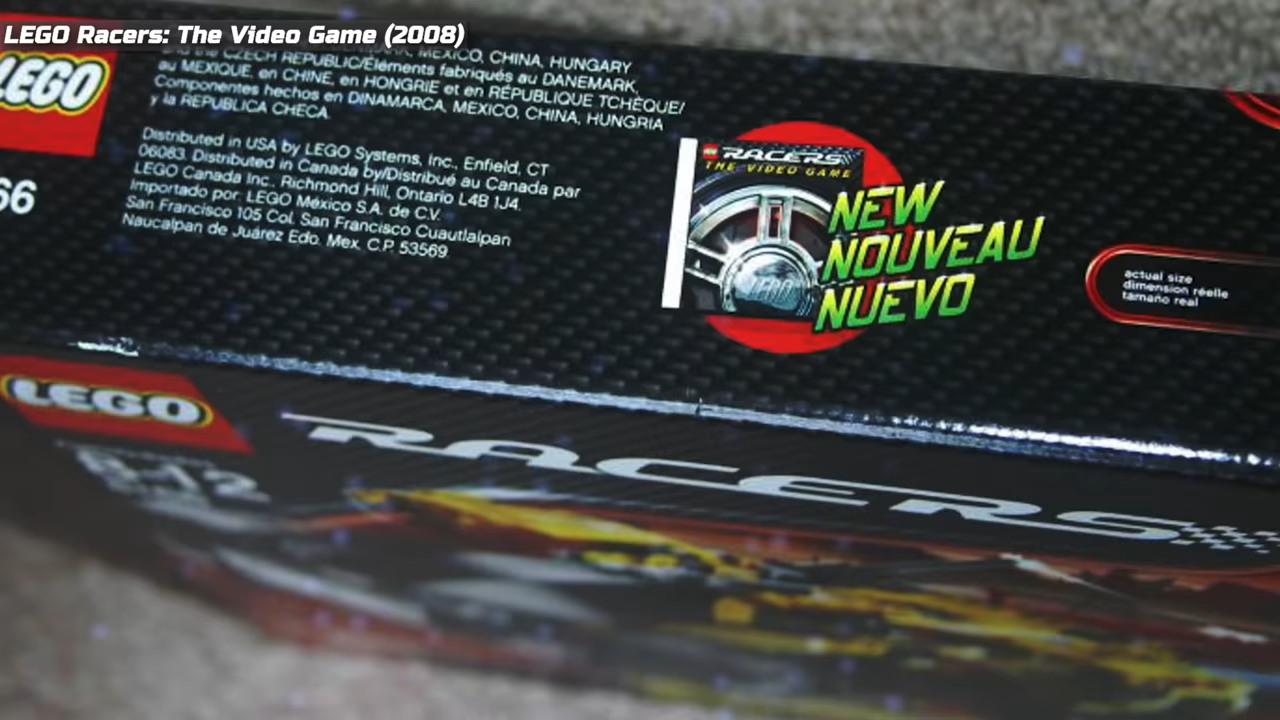 LEGO Racers: The Video Game (2008)
LEGO
MEXICO, CHINA, HUNGARY
CZECH REPUBLIC/Éléments fabriqués au DANEMARK,
au MEXIQUE, en CHINE, en HONGRIE et en RÉPUBLIQUE TCHÈQUE/
Componentes hechos en DINAMARCA, MEXICO, CHINA, HUNGRIA
y la REPUBLICA CHECA
66
Distributed in USA by LEGO Systems, Inc., Enfield, CT
06083. Distributed in Canada by/Distribué au Canada par
LEGO Canada Inc., Richmond Hill, Ontario L4B 1J4.
Importado por: LEGO México S.A. de C.V.
San Francisco 105 Col. San Francisco Cuautlalpan
Naucalpan de Juárez Edo. Mex. C.P. 53569.
RACERS
THE VIDEO GAME
LEGO
NEW
NOUVEAU
NUEVO
actual size
dimension réelle
tamaño real
LEGO
RACERS
8-12